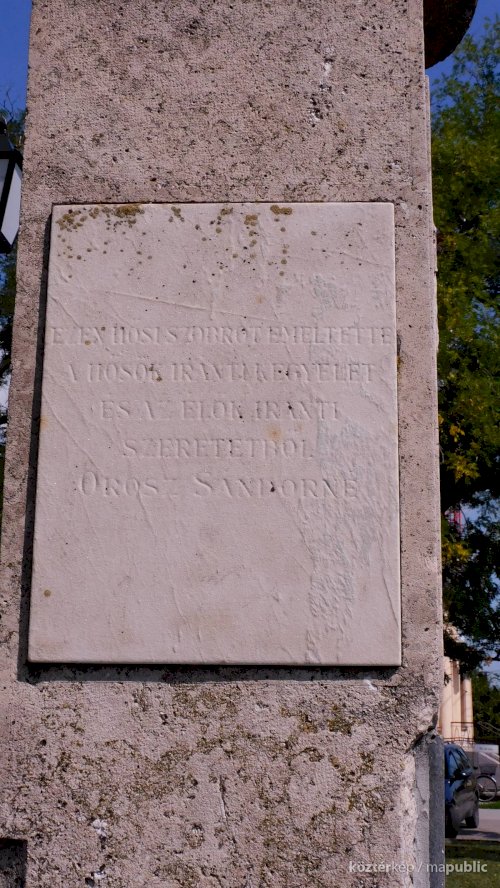 EZEN HŐSI SZOBROT EMELTETTE
A HŐSÖK IRÁNTI KEGYELET
ÉS AZ ÉLŐK IRÁNTI
SZERETETBŐL
OROSZ SÁNDORNÉ
köztérkép / mapublic